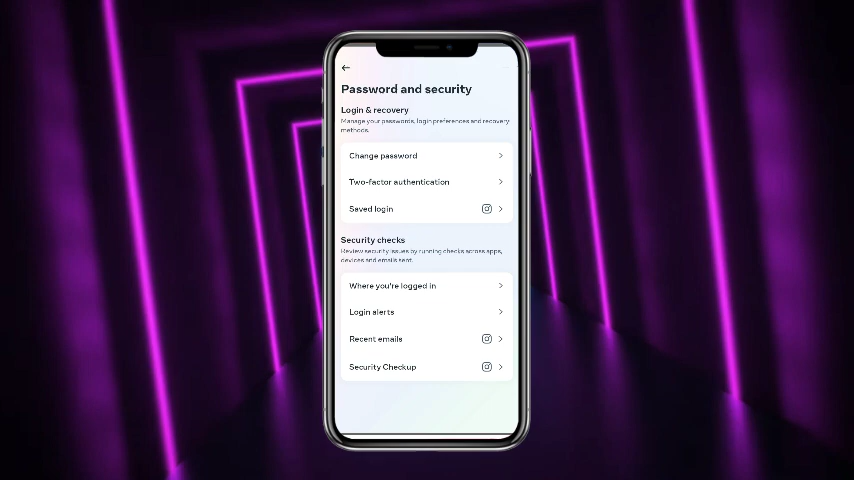 Password and security
Login & recovery
Manage your passwords, login preferences and recovery
methods.
Change password
Two-factor authentication
Saved login
Security checks
Review security issues by running checks across apps,
devices and emails sent.
Where you're logged in
Login alerts
Recent emails
Security Checkup